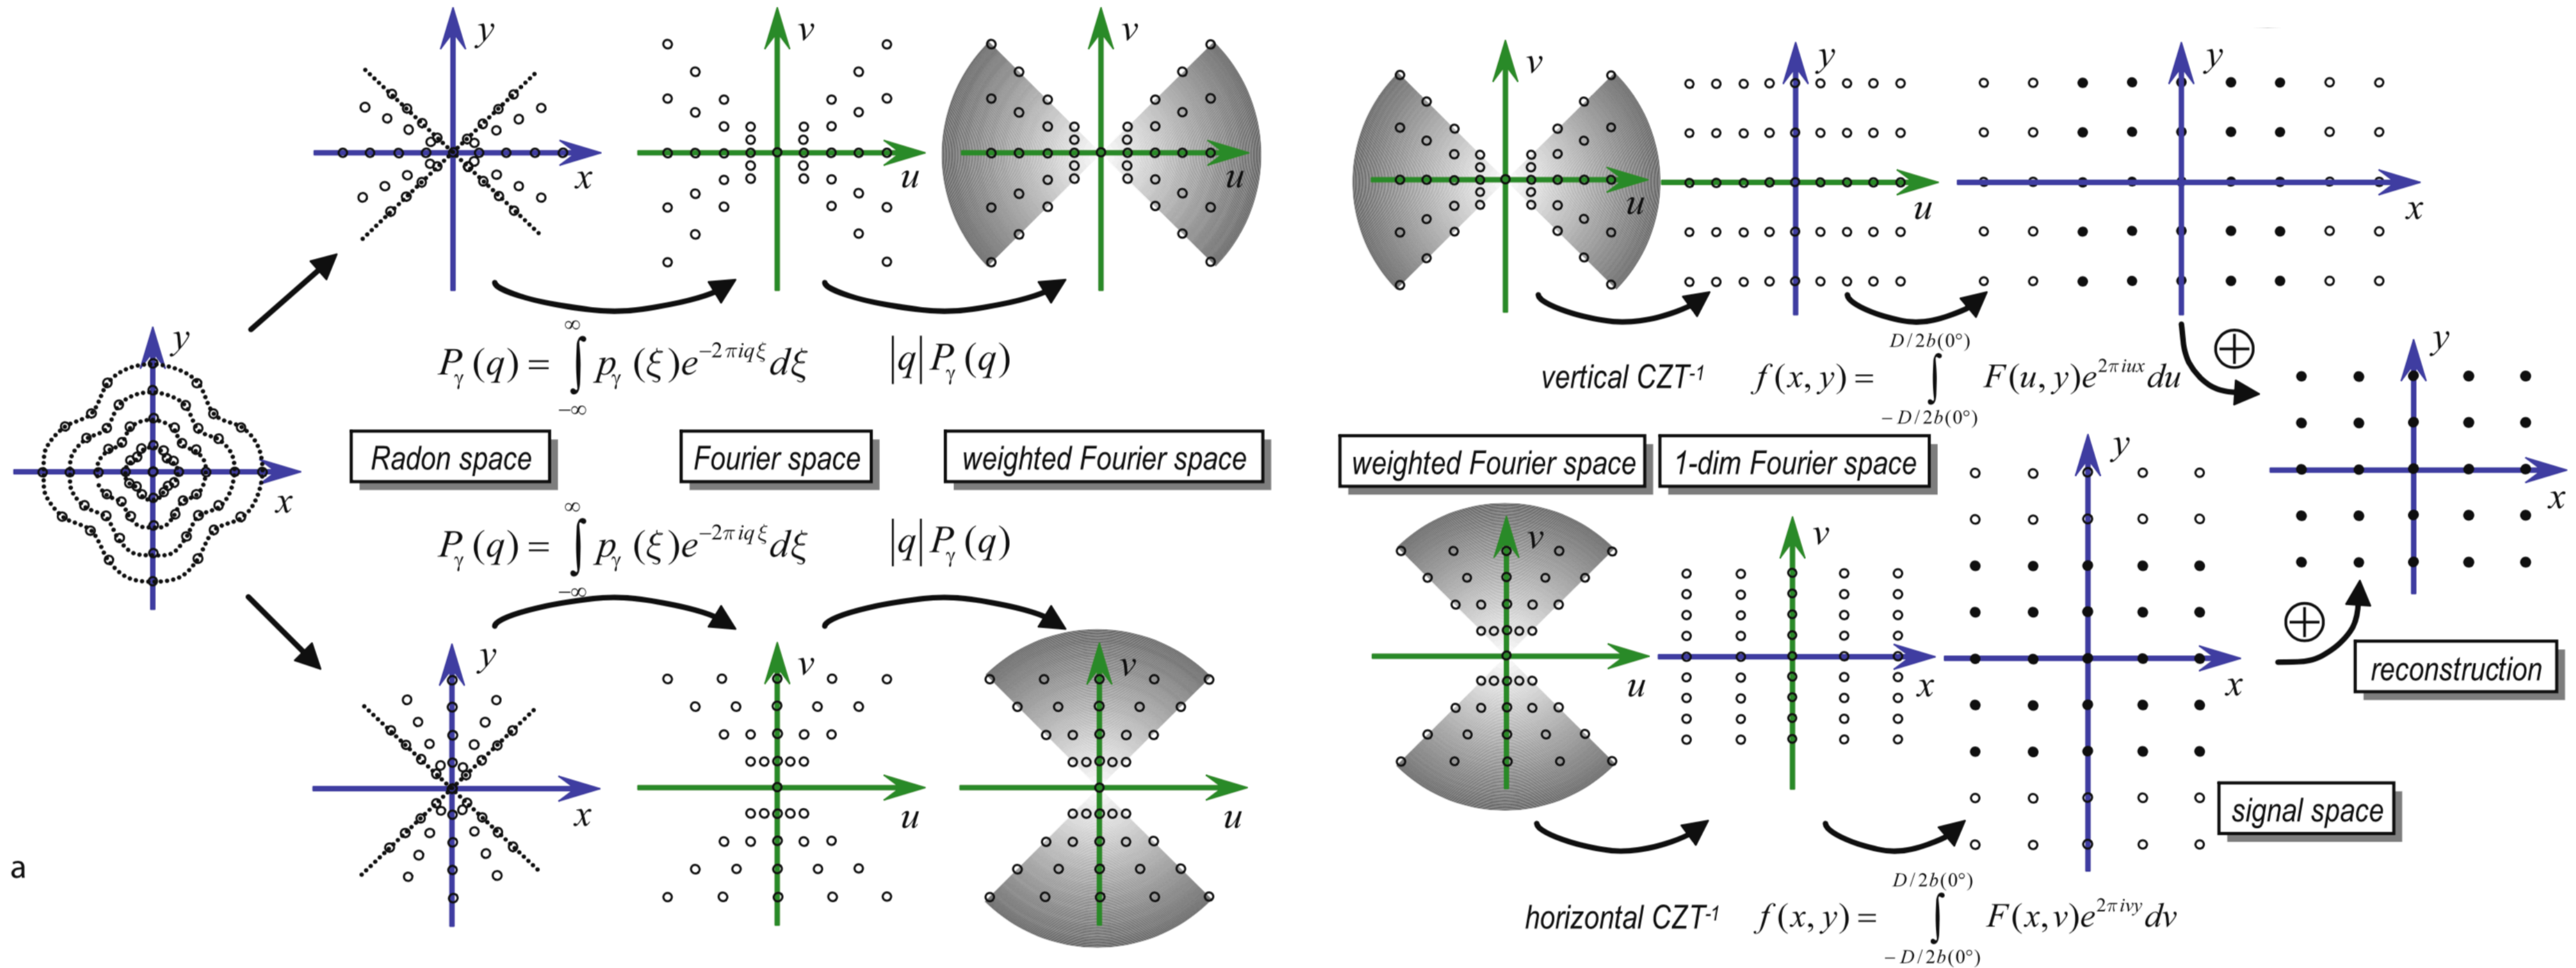 y
v
v
x
u
u
y
x
P_γ(q) = ∫_{-∞}^{∞} p_γ(ξ)e^{-2πiqξ}dξ
|q|P_γ(q)
Radon space
Fourier space
weighted Fourier space
P_γ(q) = ∫_{-∞}^{∞} p_γ(ξ)e^{-2πiqξ}dξ
|q|P_γ(q)
y
v
v
x
u
u
a
v
y
y
u
u
x
vertical CZT^{-1}
f(x, y) = ∫_{-D/2b(0°)}^{D/2b(0°)} F(u, y)e^{2πiux}du
⊕
y
x
weighted Fourier space
1-dim Fourier space
v
v
y
u
x
x
⊕
reconstruction
signal space
horizontal CZT^{-1}
f(x, y) = ∫_{-D/2b(0°)}^{D/2b(0°)} F(x, v)e^{2πivy}dv